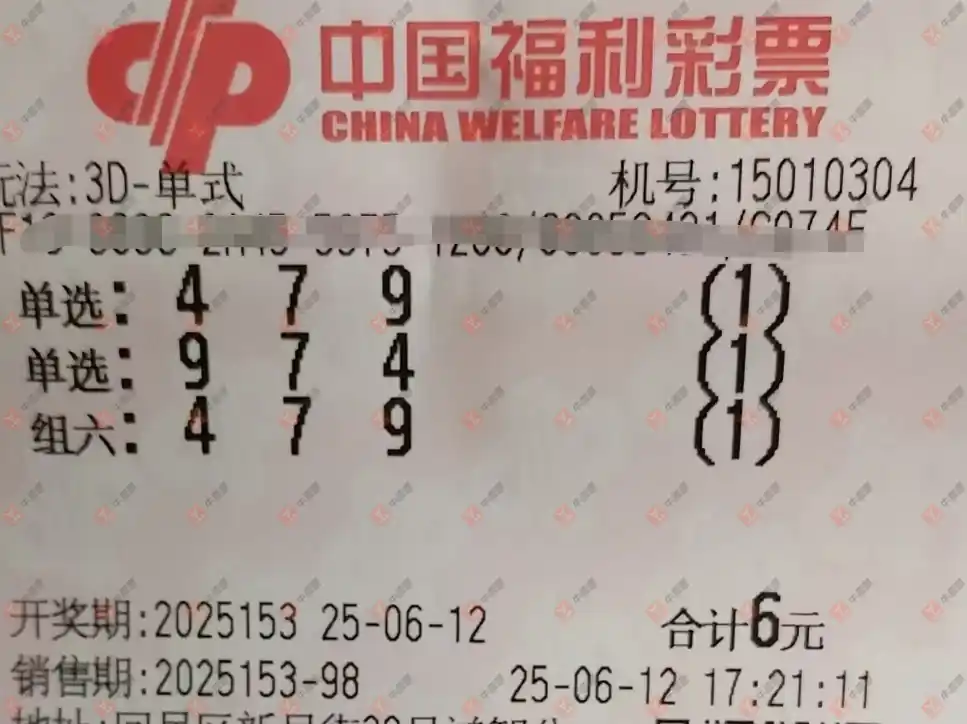 中国福利彩票
CHINA WELFARE LOTTERY
玩法:3D-单式 机号:15010304
单选: 4 7 9 (1)
单选: 9 7 4 (1)
组六: 4 7 9 (1)
开奖期:2025153 25-06-12 合计6元
销售期:2025153-98 25-06-12 17:21:11